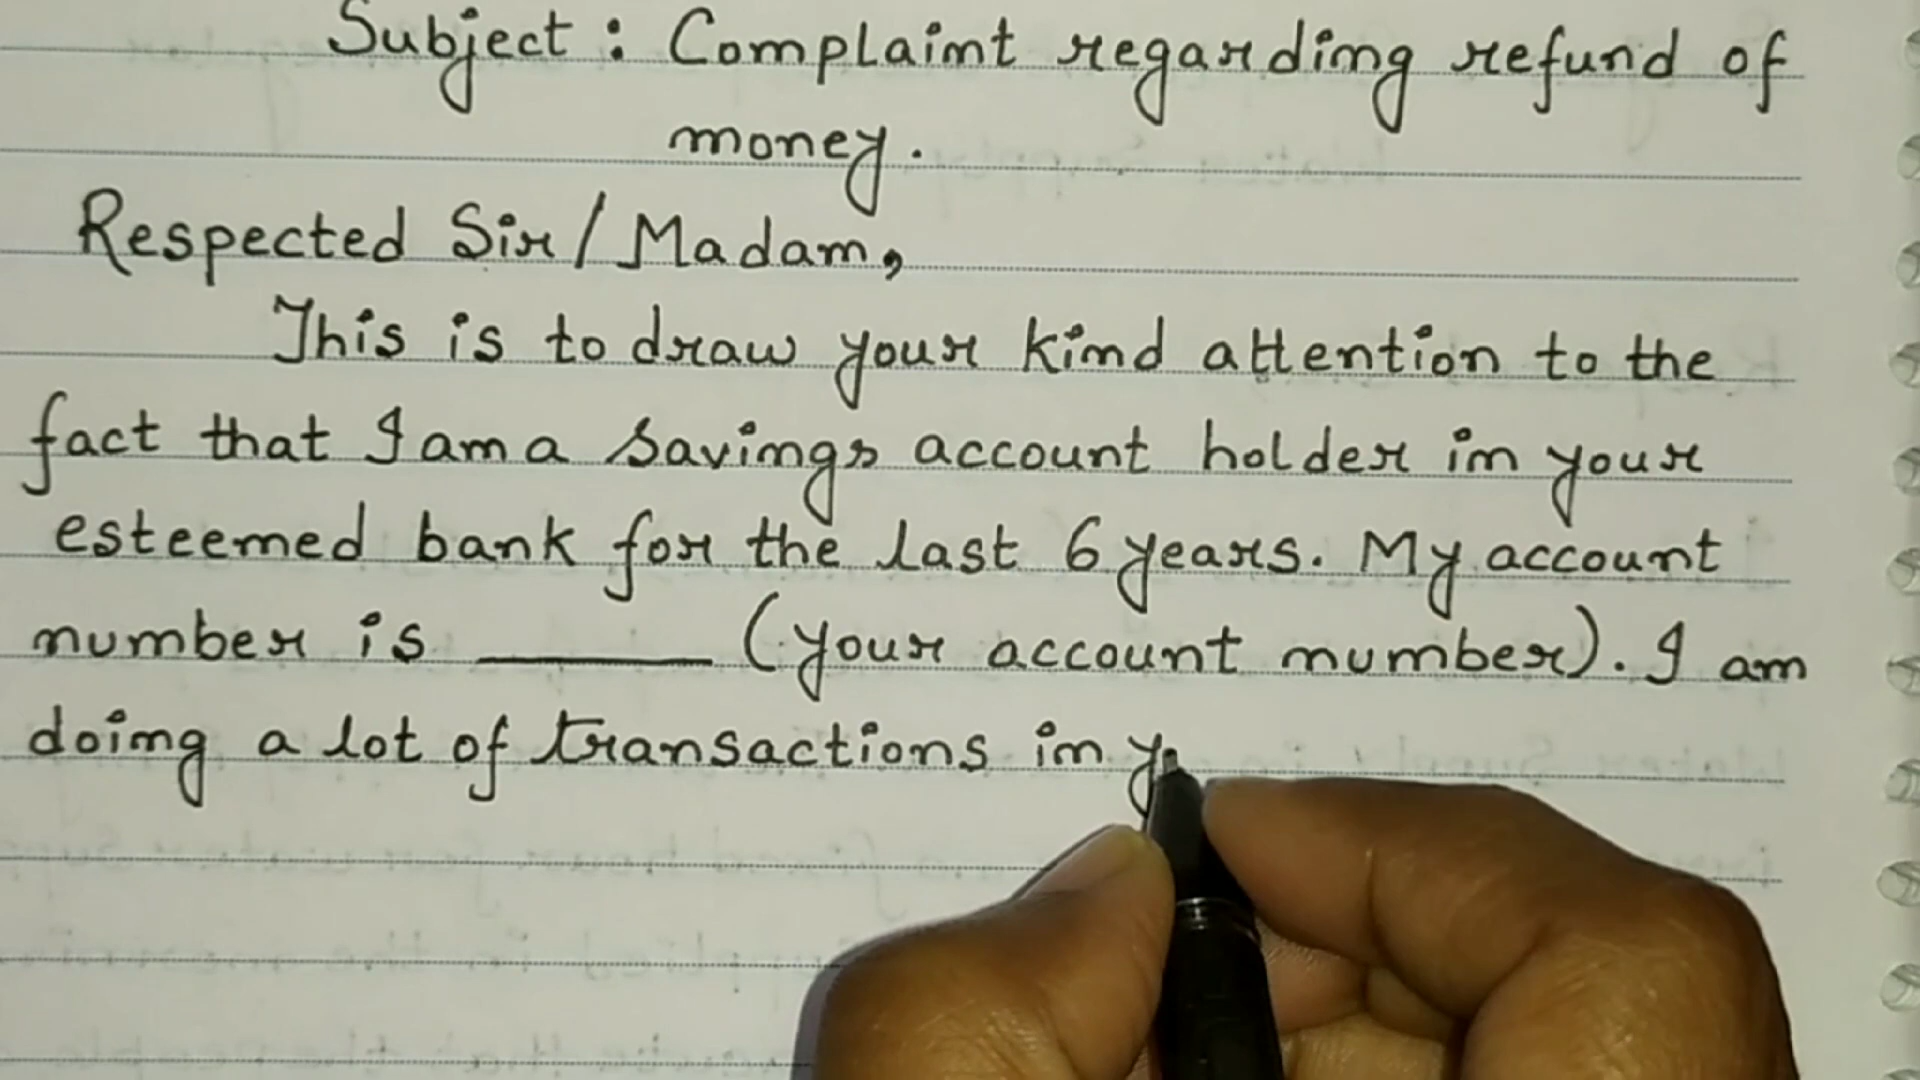 Subject : Complaint regarding refund of
money.
Respected Sir/Madam,
This is to draw your kind attention to the
fact that I am a savings account holder in your
esteemed bank for the last 6 years. My account
number is ______ (your account number). I am
doing a lot of transactions in y